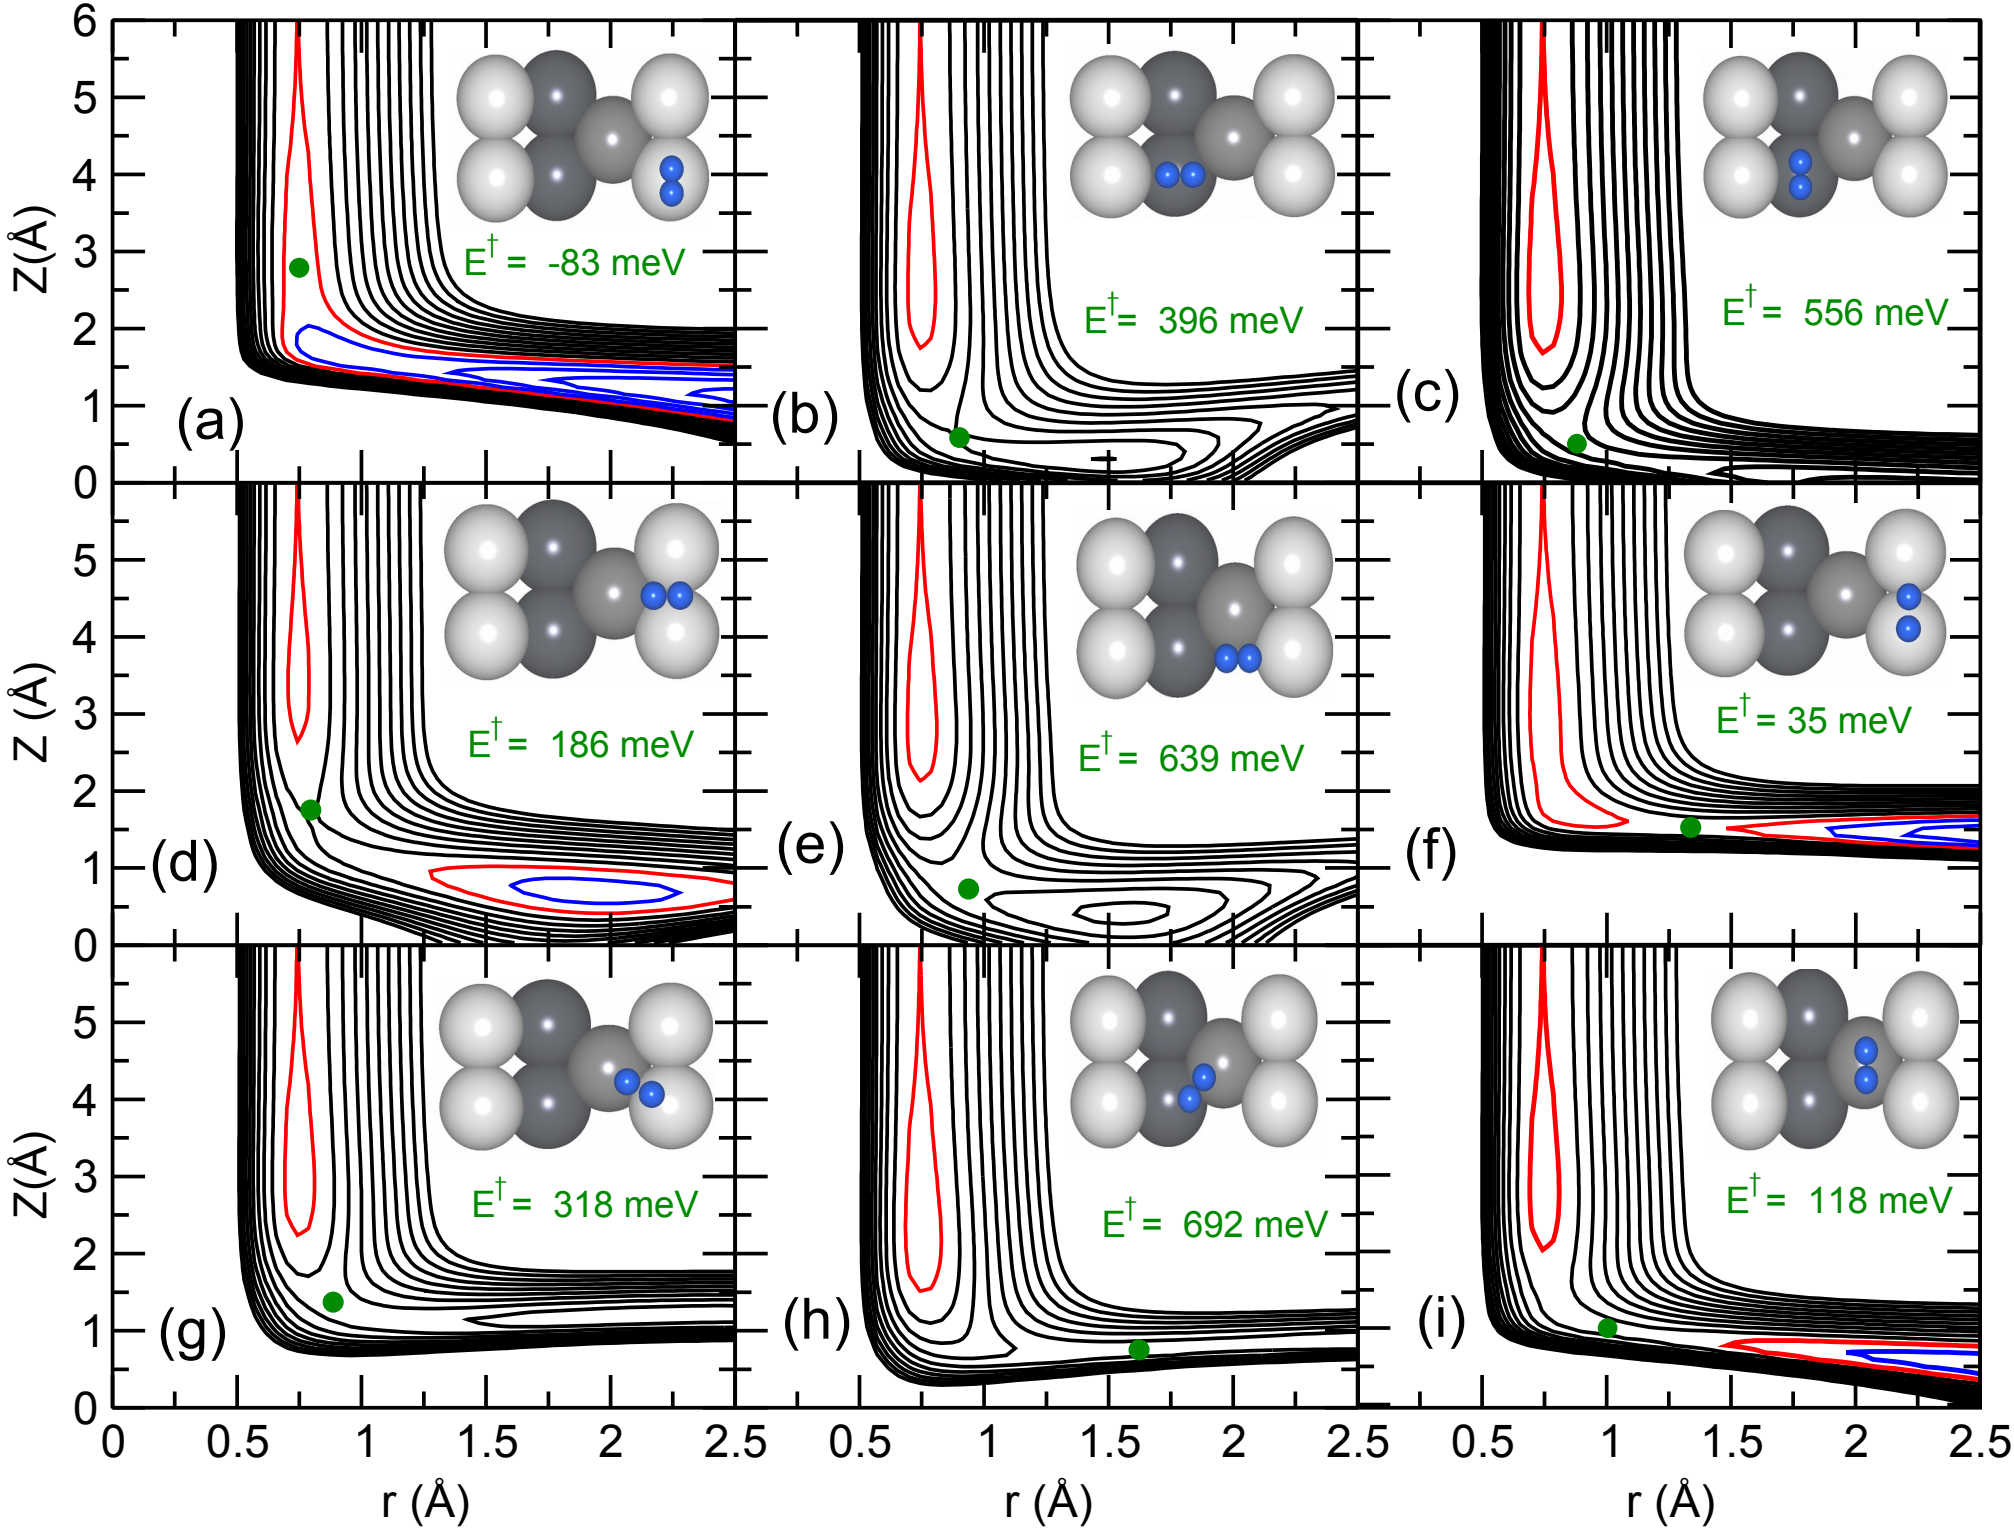 6
5
4
3
2
1
0
Z(Å)
(a)
E† = -83 meV
(b)
E† = 396 meV
(c)
E† = 556 meV
5
4
3
2
1
0
Z (Å)
(d)
E† = 186 meV
(e)
E† = 639 meV
(f)
E† = 35 meV
5
4
3
2
1
0
Z(Å)
(g)
E† = 318 meV
(h)
E† = 692 meV
(i)
E† = 118 meV
0 0.5 1 1.5 2 2.5 0.5 1 1.5 2 2.5 0.5 1 1.5 2 2.5
r (Å) r (Å) r (Å)